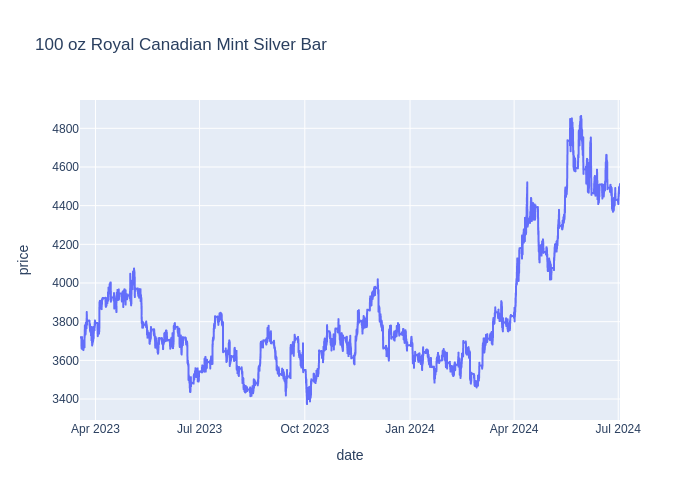 100 oz Royal Canadian Mint Silver Bar
4800
4600
4400
4200
4000
3800
3600
3400
price
Apr 2023 Jul 2023 Oct 2023 Jan 2024 Apr 2024 Jul 2024
date